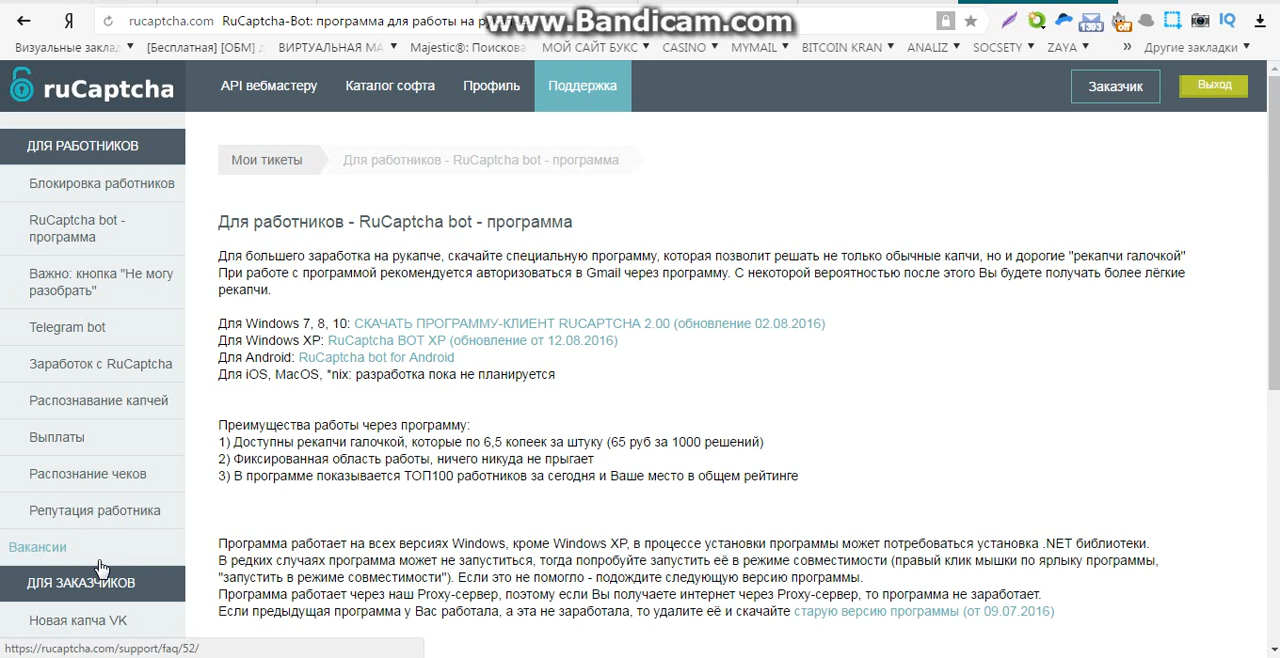 Я rucaptcha.com RuCaptcha-Bot: программа для работы на
www.Bandicam.com
Визуальные заклад [Бесплатная] [ОБМ] ВИРТУАЛЬНАЯ МА Majestic®: Поискова МОЙ САЙТ БУКС CASINO MYMAIL BITCOIN KRAN ANALIZ SOCSETY ZAYA » Другие закладки
ruCaptcha API вебмастеру Каталог софта Профиль Поддержка Заказчик Выход
ДЛЯ РАБОТНИКОВ
Блокировка работников
RuCaptcha bot -
программа
Важно: кнопка "Не могу
разобрать"
Telegram bot
Заработок с RuCaptcha
Распознавание капчей
Выплаты
Распознание чеков
Репутация работника
Вакансии
ДЛЯ ЗАКАЗЧИКОВ
Новая капча VK
https://rucaptcha.com/support/faq/52/
Мои тикеты Для работников - RuCaptcha bot - программа
Для работников - RuCaptcha bot - программа
Для большего заработка на рукапче, скачайте специальную программу, которая позволит решать не только обычные капчи, но и дорогие "рекапчи галочкой"
При работе с программой рекомендуется авторизоваться в Gmail через программу. С некоторой вероятностью после этого Вы будете получать более лёгкие
рекапчи.
Для Windows 7, 8, 10: СКАЧАТЬ ПРОГРАММУ-КЛИЕНТ RUCAPTCHA 2.00 (обновление 02.08.2016)
Для Windows XP: RuCaptcha BOT XP (обновление от 12.08.2016)
Для Android: RuCaptcha bot for Android
Для iOS, MacOS, *nix: разработка пока не планируется
Преимущества работы через программу:
1) Доступны рекапчи галочкой, которые по 6,5 копеек за штуку (65 руб за 1000 решений)
2) Фиксированная область работы, ничего никуда не прыгает
3) В программе показывается ТОП100 работников за сегодня и Ваше место в общем рейтинге
Программа работает на всех версиях Windows, кроме Windows XP, в процессе установки программы может потребоваться установка .NET библиотеки.
В редких случаях программа может не запуститься, тогда попробуйте запустить её в режиме совместимости (правый клик мышки по ярлыку программы,
"запустить в режиме совместимости"). Если это не помогло - подождите следующую версию программы.
Программа работает через наш Proxy-сервер, поэтому если Вы получаете интернет через Proxy-сервер, то программа не заработает.
Если предыдущая программа у Вас работала, а эта не заработала, то удалите её и скачайте старую версию программы (от 09.07.2016)